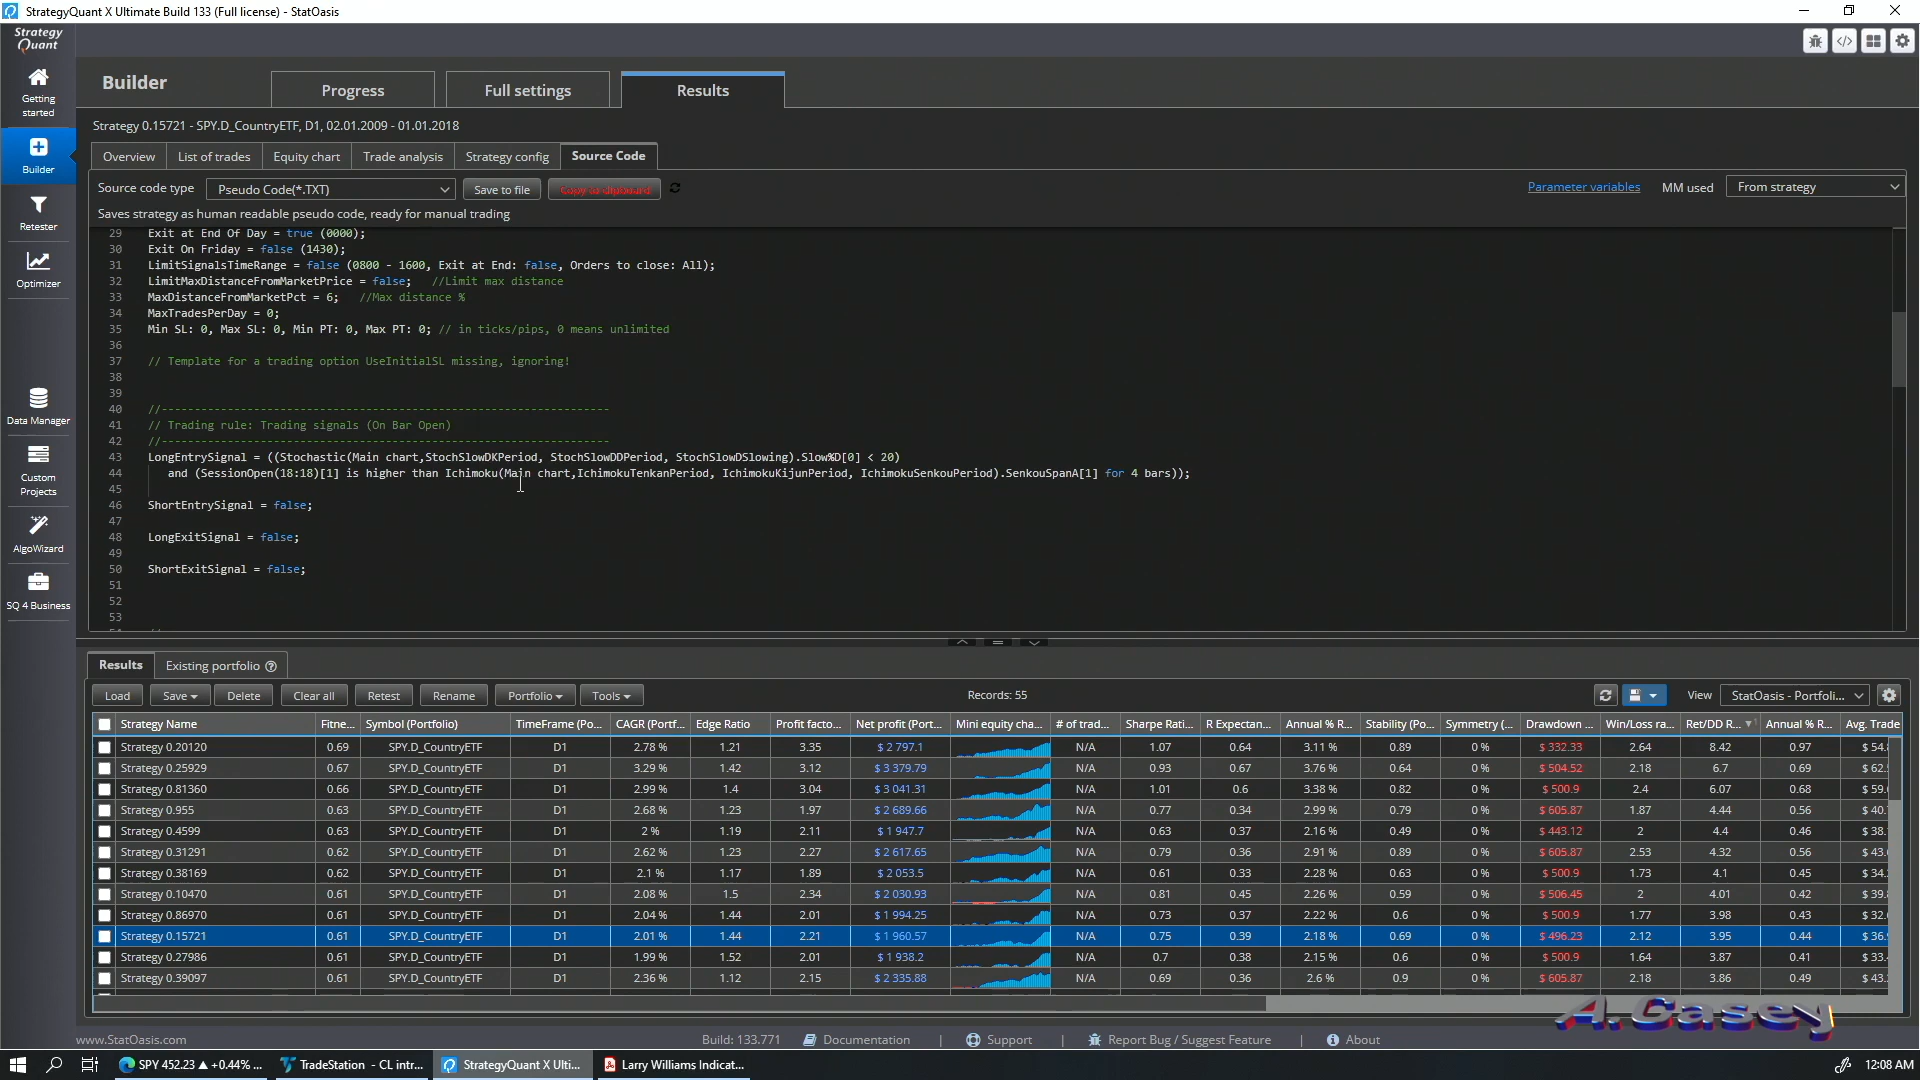 StrategyQuant X Ultimate Build 133 (Full license) - StatOasis
Strategy
Quant
Getting
started
Builder
Retester
Optimizer
Data Manager
Custom
Projects
AlgoWizard
SQ 4 Business
Builder
Progress
Full settings
Results
Strategy 0.15721 - SPY.D_CountryETF, D1, 02.01.2009 - 01.01.2018
Overview
List of trades
Equity chart
Trade analysis
Strategy config
Source Code
Source code type
Pseudo Code(*.TXT)
Save to file
Copy to clipboard
Parameter variables
MM used
From strategy
Saves strategy as human readable pseudo code, ready for manual trading
29 Exit at End Of Day = true (0000);
30 Exit On Friday = false (1430);
31 LimitSignalsTimeRange = false (0800 - 1600, Exit at End: false, Orders to close: All);
32 LimitMaxDistanceFromMarketPrice = false; //Limit max distance
33 MaxDistanceFromMarketPct = 6; //Max distance %
34 MaxTradesPerDay = 0;
35 Min SL: 0, Max SL: 0, Min PT: 0, Max PT: 0; // in ticks/pips, 0 means unlimited
36
37 // Template for a trading option UseInitialSL missing, ignoring!
38
39
40 //-------------------------------------------------------------------
41 // Trading rule: Trading signals (On Bar Open)
42 //-------------------------------------------------------------------
43 LongEntrySignal = ((Stochastic(Main chart,StochSlowDKPeriod, StochSlowDDPeriod, StochSlowDSlowing).Slow%D[0] < 20)
44 and (SessionOpen(18:18)[1] is higher than Ichimoku(Main chart,IchimokuTenkanPeriod, IchimokuKijunPeriod, IchimokuSenkouPeriod).SenkouSpanA[1] for 4 bars));
45
46 ShortEntrySignal = false;
47
48 LongExitSignal = false;
49
50 ShortExitSignal = false;
51
52
53
Results
Existing portfolio
Load
Save
Delete
Clear all
Retest
Rename
Portfolio
Tools
Records: 55
View
StatOasis - Portfoli...
Strategy Name Fitne... Symbol (Portfolio) TimeFrame (Po... CAGR (Portf... Edge Ratio Profit facto... Net profit (Port... Mini equity cha... # of trad... Sharpe Rati... R Expectan... Annual % R... Stability (Po... Symmetry (... Drawdown ... Win/Loss ra... Ret/DD R... Annual % R... Avg. Trade
Strategy 0.20120 0.69 SPY.D_CountryETF D1 2.78 % 1.21 3.35 $ 2 797.1 N/A 1.07 0.64 3.11 % 0.89 0 % $ 332.33 2.64 8.42 0.97 $ 54.
Strategy 0.25929 0.67 SPY.D_CountryETF D1 3.29 % 1.42 3.12 $ 3 379.79 N/A 0.93 0.67 3.76 % 0.64 0 % $ 504.52 2.18 6.7 0.69 $ 62.
Strategy 0.81360 0.66 SPY.D_CountryETF D1 2.99 % 1.4 3.04 $ 3 041.31 N/A 1.01 0.6 3.38 % 0.82 0 % $ 500.9 2.4 6.07 0.68 $ 59.
Strategy 0.955 0.63 SPY.D_CountryETF D1 2.68 % 1.23 1.97 $ 2 689.66 N/A 0.77 0.34 2.99 % 0.79 0 % $ 605.87 1.87 4.44 0.56 $ 40.
Strategy 0.4599 0.63 SPY.D_CountryETF D1 2 % 1.19 2.11 $ 1 947.7 N/A 0.63 0.37 2.16 % 0.49 0 % $ 443.12 2 4.4 0.46 $ 38.
Strategy 0.31291 0.62 SPY.D_CountryETF D1 2.62 % 1.23 2.27 $ 2 617.65 N/A 0.79 0.36 2.91 % 0.89 0 % $ 605.87 2.53 4.32 0.56 $ 43.
Strategy 0.38169 0.62 SPY.D_CountryETF D1 2.1 % 1.17 1.89 $ 2 053.5 N/A 0.61 0.33 2.28 % 0.63 0 % $ 500.9 1.73 4.1 0.45 $ 34.
Strategy 0.10470 0.61 SPY.D_CountryETF D1 2.08 % 1.5 2.34 $ 2 030.93 N/A 0.81 0.45 2.26 % 0.59 0 % $ 506.45 2 4.01 0.42 $ 39.
Strategy 0.86970 0.61 SPY.D_CountryETF D1 2.04 % 1.44 2.01 $ 1 994.25 N/A 0.73 0.37 2.22 % 0.6 0 % $ 500.9 1.77 3.98 0.43 $ 32.
Strategy 0.15721 0.61 SPY.D_CountryETF D1 2.01 % 1.44 2.21 $ 1 960.57 N/A 0.75 0.39 2.18 % 0.69 0 % $ 496.23 2.12 3.95 0.44 $ 36.
Strategy 0.27986 0.61 SPY.D_CountryETF D1 1.99 % 1.52 2.01 $ 1 938.2 N/A 0.7 0.38 2.15 % 0.6 0 % $ 500.9 1.64 3.87 0.41 $ 33.
Strategy 0.39097 0.61 SPY.D_CountryETF D1 2.36 % 1.12 2.15 $ 2 335.88 N/A 0.69 0.36 2.6 % 0.9 0 % $ 605.87 2.18 3.86 0.49 $ 43.
A.Casey
www.StatOasis.com
Build: 133.771
Documentation
|
Support
|
Report Bug / Suggest Feature
|
About
SPY 452.23 ▲ +0.44% ...
TradeStation - CL intr...
StrategyQuant X Ulti...
Larry Williams Indicat...
12:08 AM